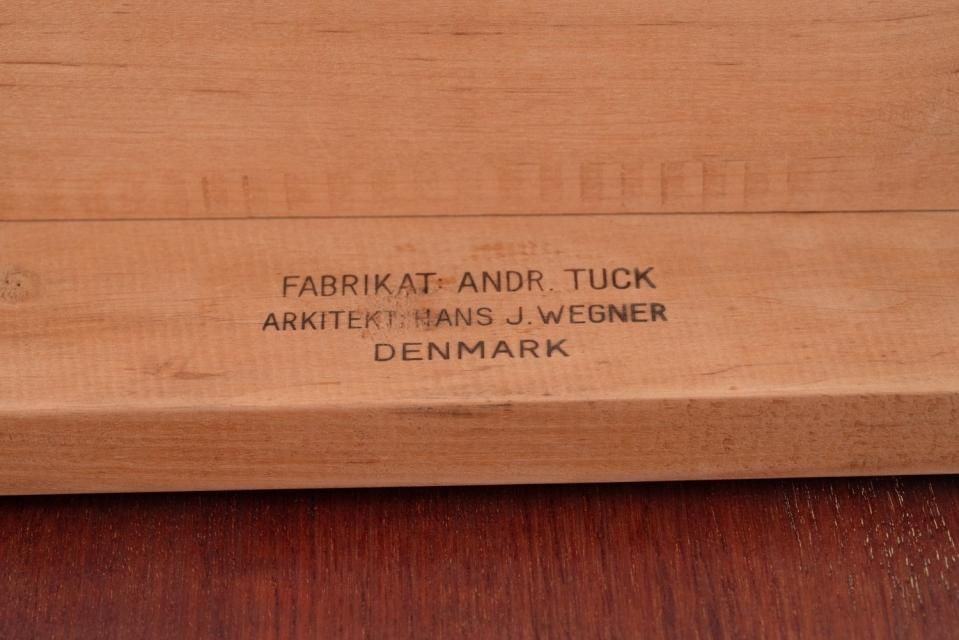 FABRIKAT: ANDR. TUCK
ARKITEKT: HANS J. WEGNER
DENMARK